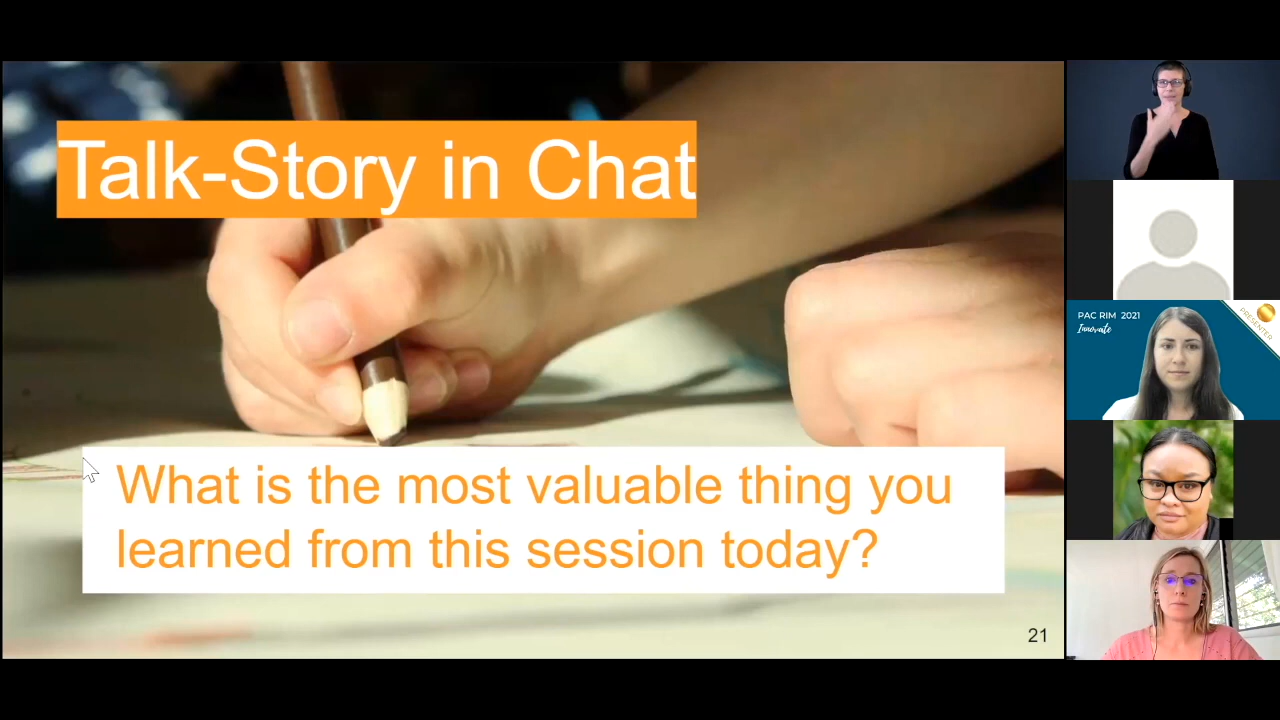 Talk-Story in Chat
What is the most valuable thing you
learned from this session today?
21
PAC RIM 2021
Innovate
PRESENTER